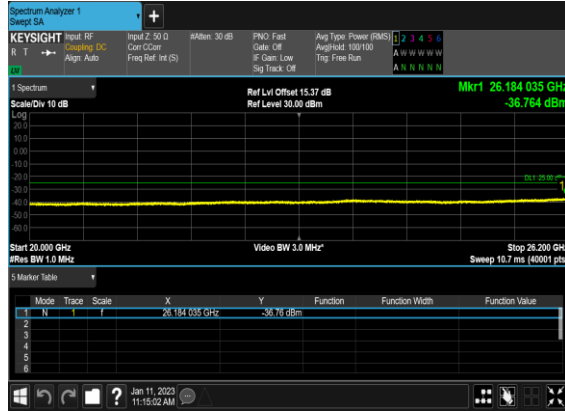 Spectrum Analyzer 1
Swept SA
+
KEYSIGHT Input: RF Input Z: 50 Ω #Atten: 30 dB PNO: Fast Avg Type: Power (RMS) 1 2 3 4 5 6
R T Coupling: DC Corr CCorr Gate: Off Avg|Hold: 100/100 A W W W W W
Align: Auto Freq Ref: Int (S) IF Gain: Low Trig: Free Run
Sig Track: Off A N N N N N
1 Spectrum Ref Lvl Offset 15.37 dB Mkr1 26.184 035 GHz
Scale/Div 10 dB Ref Level 30.00 dBm -36.764 dBm
Log
20.0
10.0
0.00
-10.0
-20.0
DL1 -25.00
-30.0
1
-40.0
-50.0
-60.0
Start 20.000 GHz Video BW 3.0 MHz* Stop 26.200 GHz
#Res BW 1.0 MHz Sweep 10.7 ms (40001 pts
5 Marker Table
Mode Trace Scale X Y Function Function Width Function Value
1 N 1 f 26.184 035 GHz -36.76 dBm
2
3
4
5
6
? Jan 11, 2023
11:15:02 AM